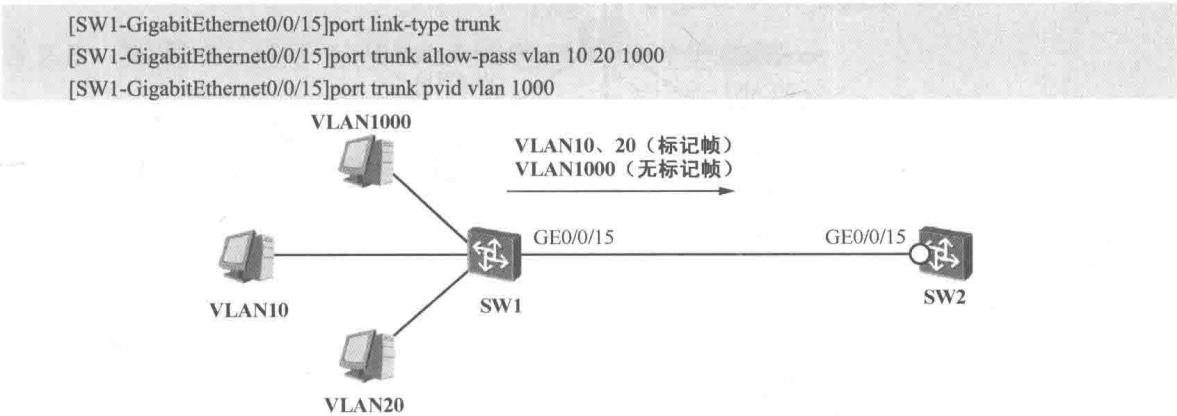 [SW1-GigabitEthernet0/0/15]port link-type trunk
[SW1-GigabitEthernet0/0/15]port trunk allow-pass vlan 10 20 1000
[SW1-GigabitEthernet0/0/15]port trunk pvid vlan 1000
VLAN1000
VLAN10、20（标记帧）
VLAN1000（无标记帧）
GE0/0/15
GE0/0/15
VLAN10
SW1
SW2
VLAN20